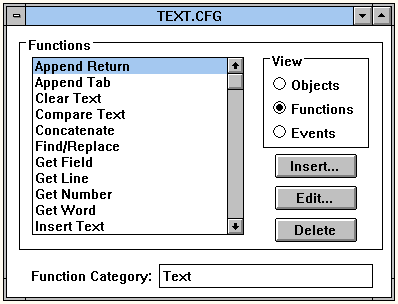 TEXT.CFG
Functions
Append Return
Append Tab
Clear Text
Compare Text
Concatenate
Find/Replace
Get Field
Get Line
Get Number
Get Word
Insert Text
View
Objects
Functions
Events
Insert...
Edit...
Delete
Function Category: Text